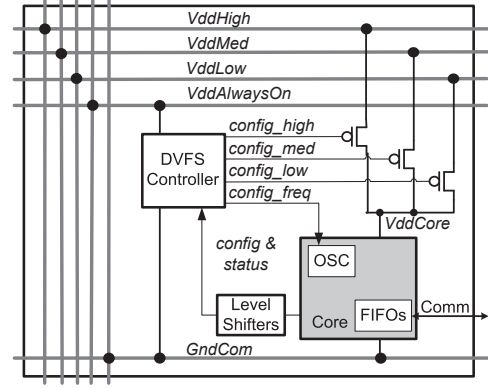 VddHigh
VddMed
VddLow
VddAlwaysOn
config_high
config_med
config_low
config_freq
DVFS
Controller
VddCore
config &
status
OSC
Level
Shifters
Core
FIFOs
Comm
GndCom